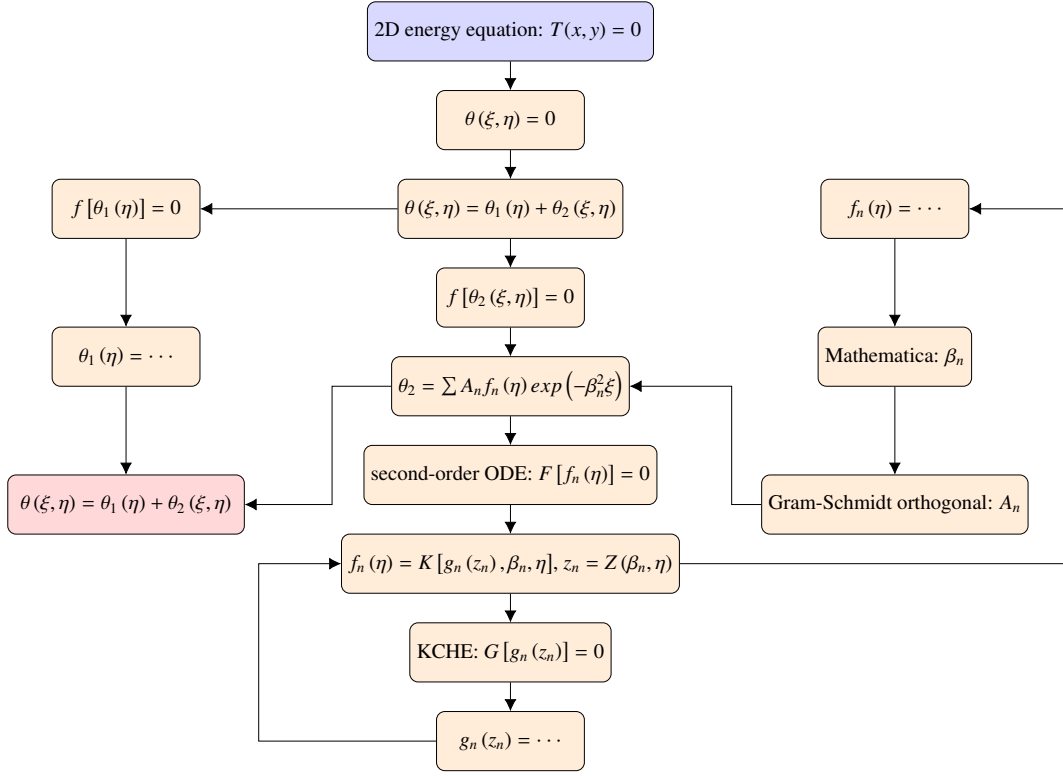 2D energy equation: T(x, y) = 0
θ(ξ, η) = 0
f[θ₁(η)] = 0
θ(ξ, η) = θ₁(η) + θ₂(ξ, η)
fₙ(η) = ⋯
f[θ₂(ξ, η)] = 0
θ₁(η) = ⋯
θ₂ = ∑ Aₙfₙ(η) exp(−βₙ²ξ)
Mathematica: βₙ
second-order ODE: F[fₙ(η)] = 0
θ(ξ, η) = θ₁(η) + θ₂(ξ, η)
Gram-Schmidt orthogonal: Aₙ
fₙ(η) = K[gₙ(zₙ), βₙ, η], zₙ = Z(βₙ, η)
KCHE: G[gₙ(zₙ)] = 0
gₙ(zₙ) = ⋯